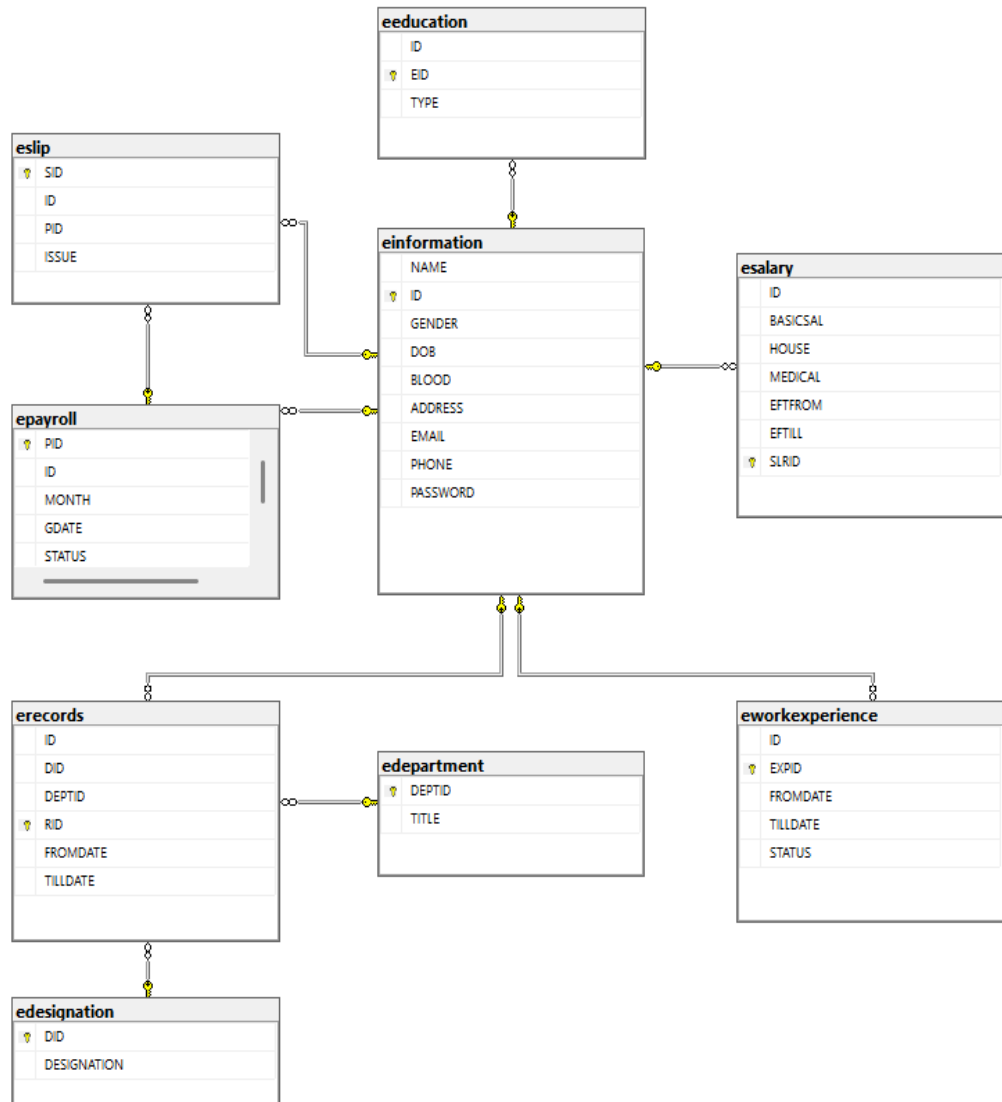 eeducation
ID
EID
TYPE
eslip
SID
ID
PID
ISSUE
einformation
NAME
ID
GENDER
DOB
BLOOD
ADDRESS
EMAIL
PHONE
PASSWORD
esalary
ID
BASICSAL
HOUSE
MEDICAL
EFTFROM
EFTILL
SLRID
epayroll
PID
ID
MONTH
GDATE
STATUS
erecords
ID
DID
DEPTID
RID
FROMDATE
TILLDATE
edepartment
DEPTID
TITLE
eworkexperience
ID
EXPID
FROMDATE
TILLDATE
STATUS
edesignation
DID
DESIGNATION